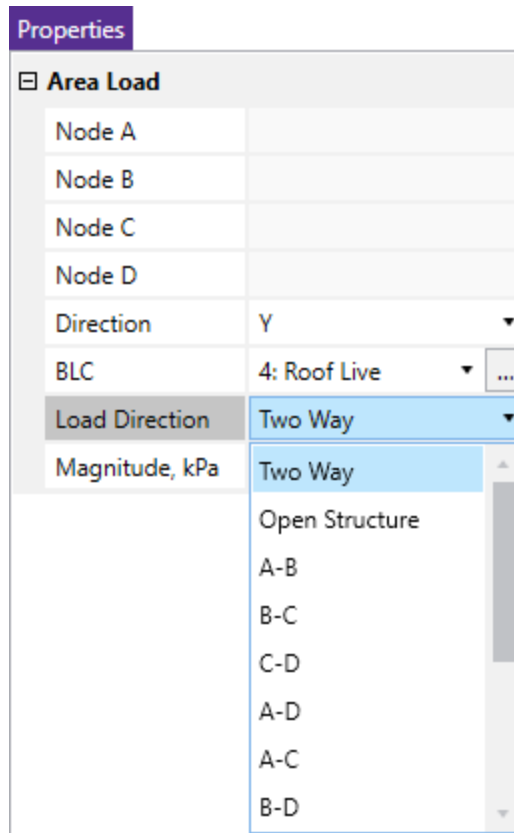 Properties
Area Load
Node A
Node B
Node C
Node D
Direction Y
BLC 4: Roof Live ...
Load Direction Two Way
Magnitude, kPa Two Way
Open Structure
A-B
B-C
C-D
A-D
A-C
B-D